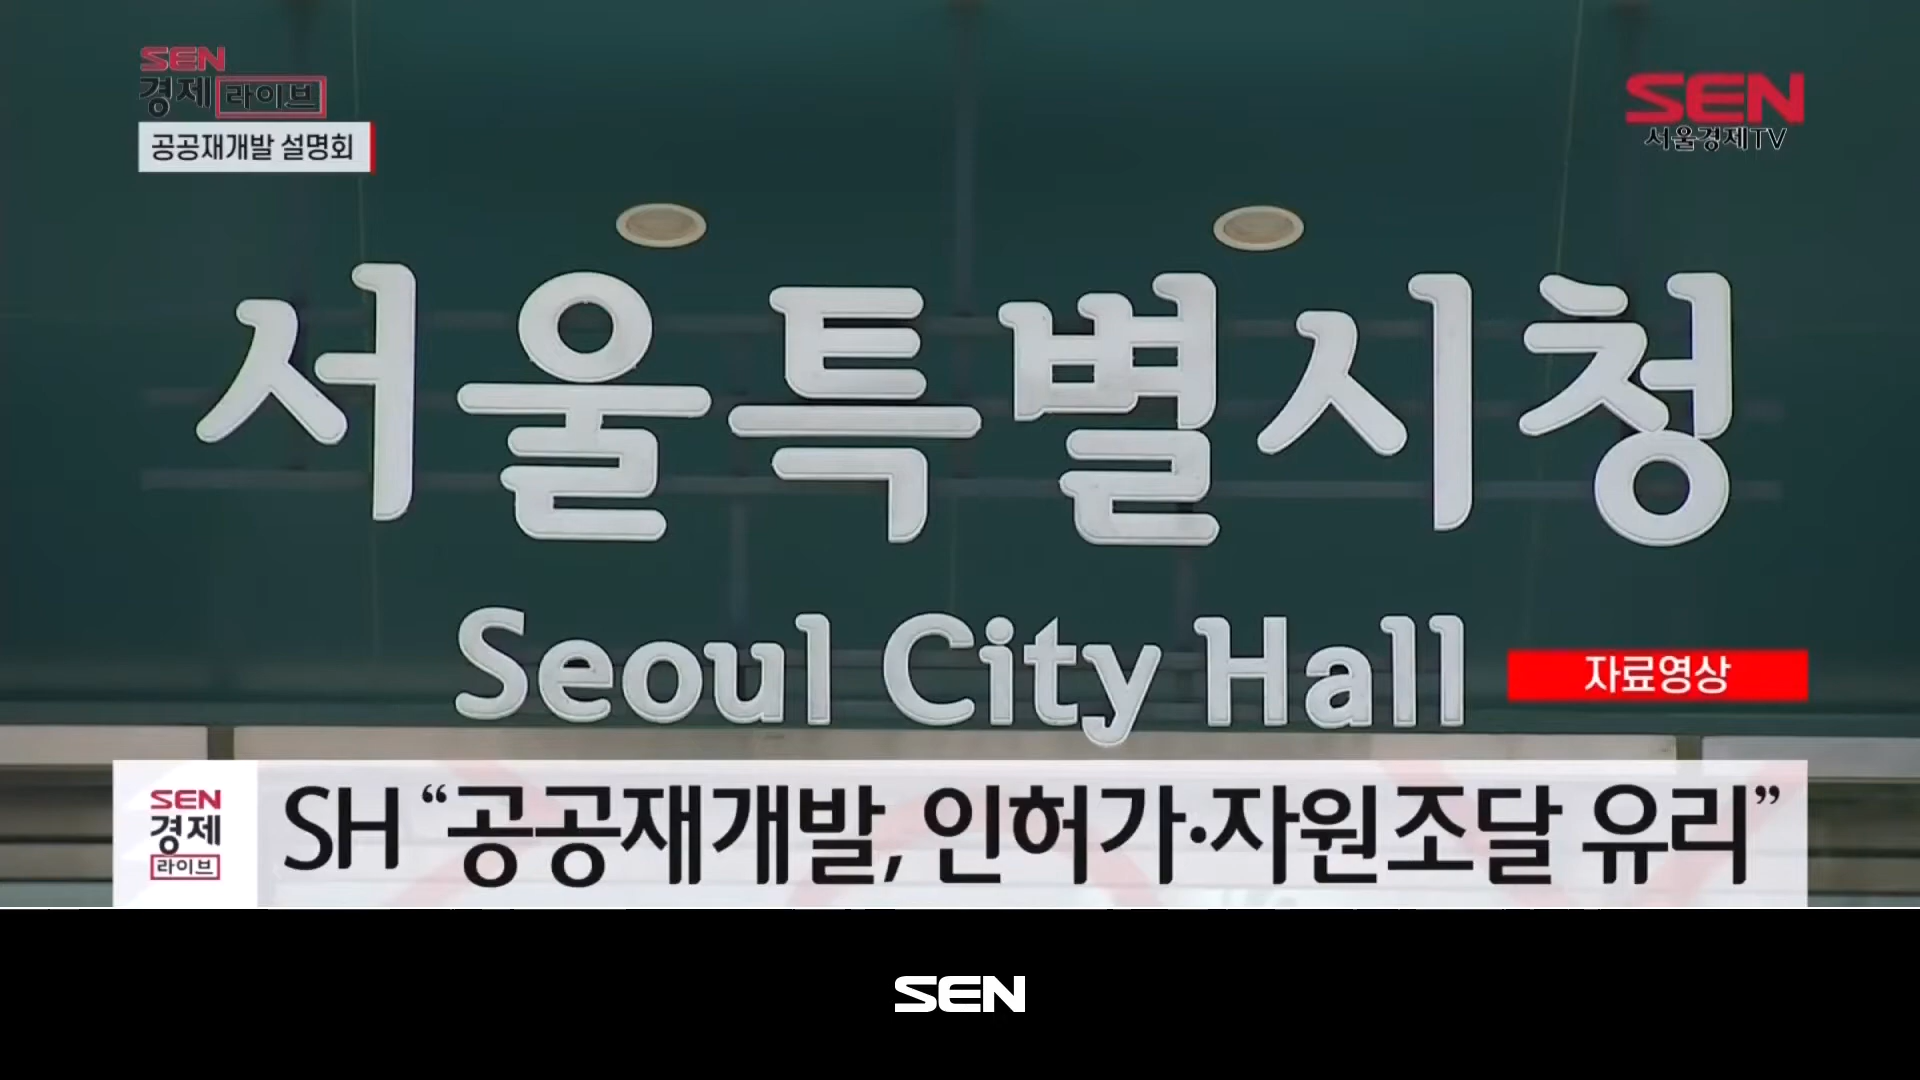 SEN
경제 라이브
공공재개발 설명회
SEN
서울경제TV
서울특별시청
Seoul City Hall
자료영상
SEN
경제
라이브
SH “공공재개발, 인허가·자원조달 유리”
SEN